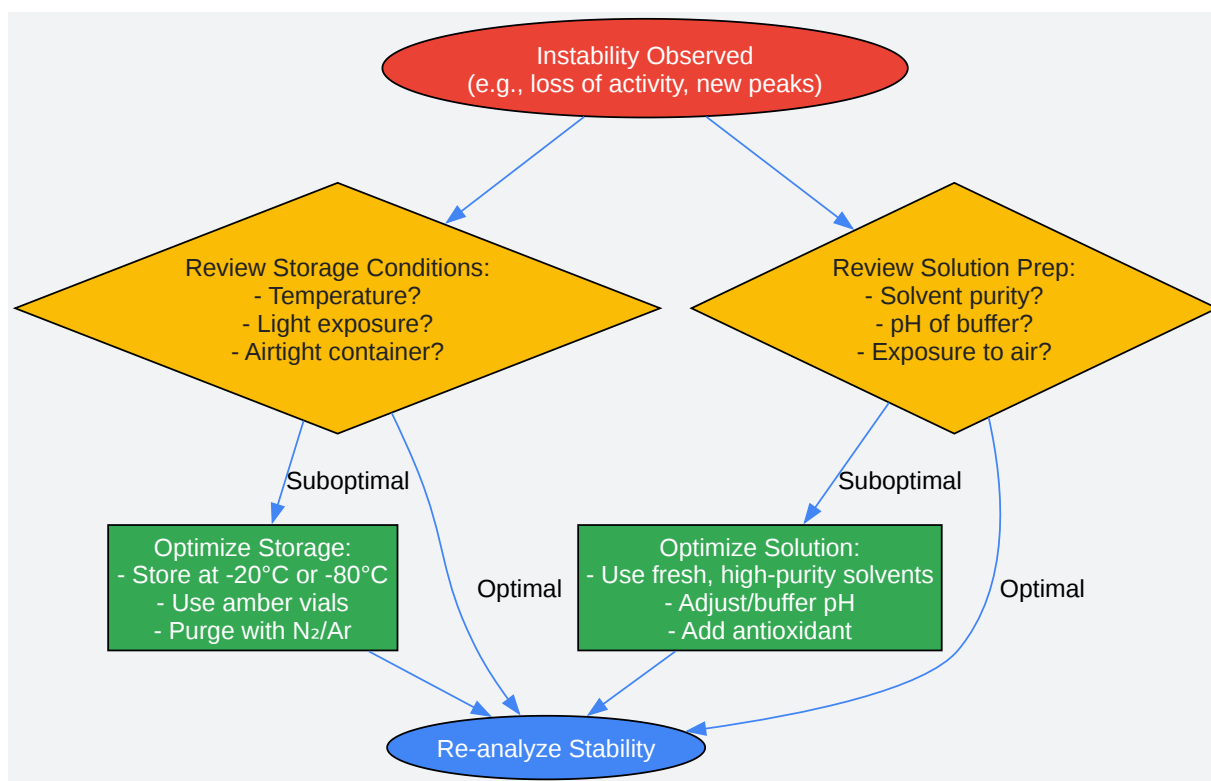 Instability Observed
(e.g., loss of activity, new peaks)
Review Storage Conditions:
- Temperature?
- Light exposure?
- Airtight container?
Review Solution Prep:
- Solvent purity?
- pH of buffer?
- Exposure to air?
Suboptimal
Suboptimal
Optimize Storage:
- Store at -20°C or -80°C
- Use amber vials
- Purge with N₂/Ar
Optimal
Optimize Solution:
- Use fresh, high-purity solvents
- Adjust/buffer pH
- Add antioxidant
Optimal
Re-analyze Stability